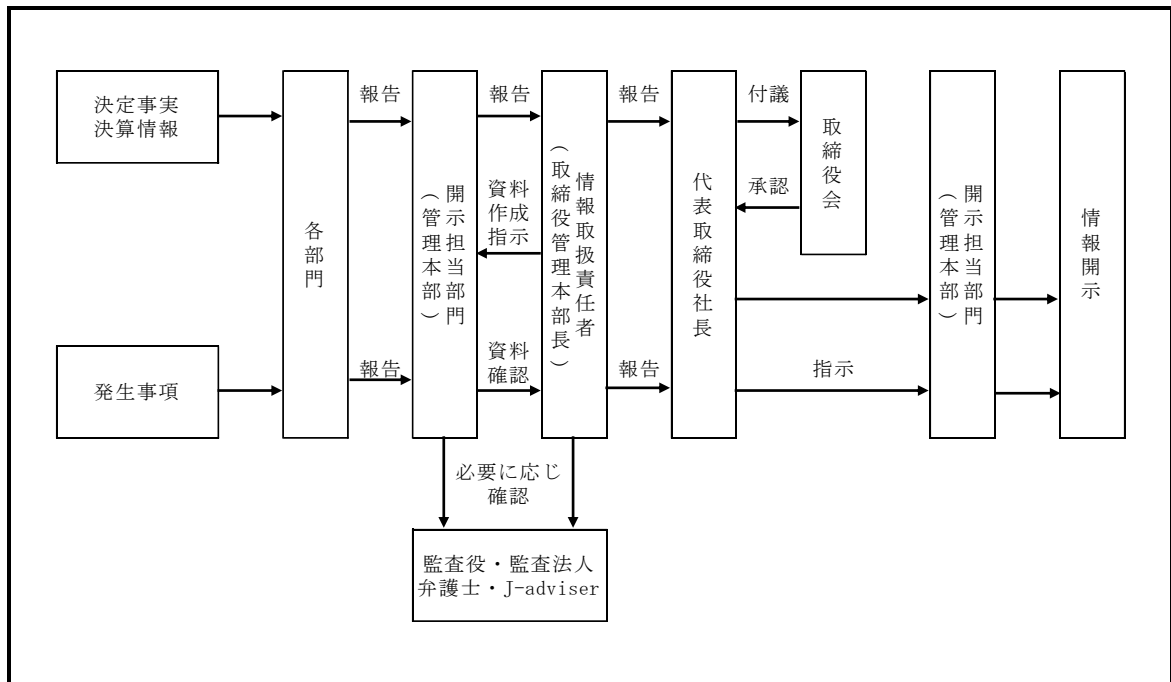 決定事実
決算情報
発生事項
各部門
報告
報告
開示担当部門
（管理本部）
報告
資料
作成
指示
資料
確認
情報取扱責任者
（取締役管理本部長）
報告
報告
代表取締役社長
付議
承認
取締役会
指示
開示担当部門
（管理本部）
情報開示
必要に応じ
確認
監査役・監査法人
弁護士・J-adviser